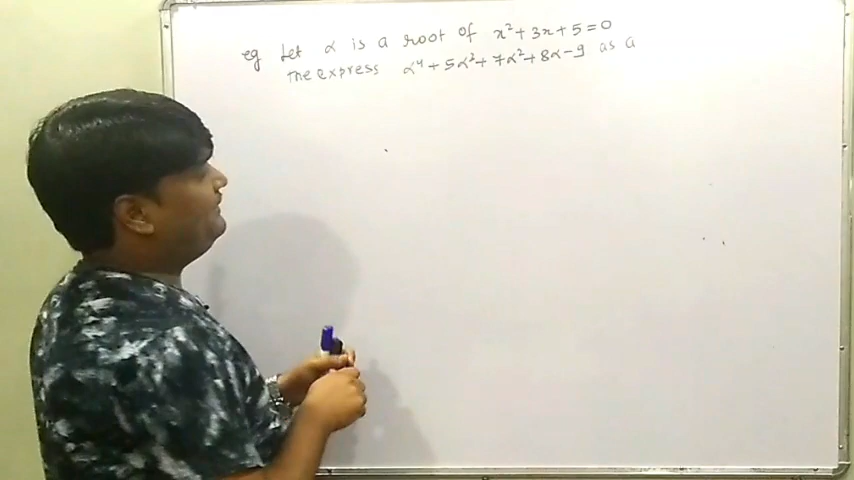 eg Let α is a root of x² + 3x + 5 = 0
The express α⁴ + 5α³ + 7α² + 8α - 9 as a